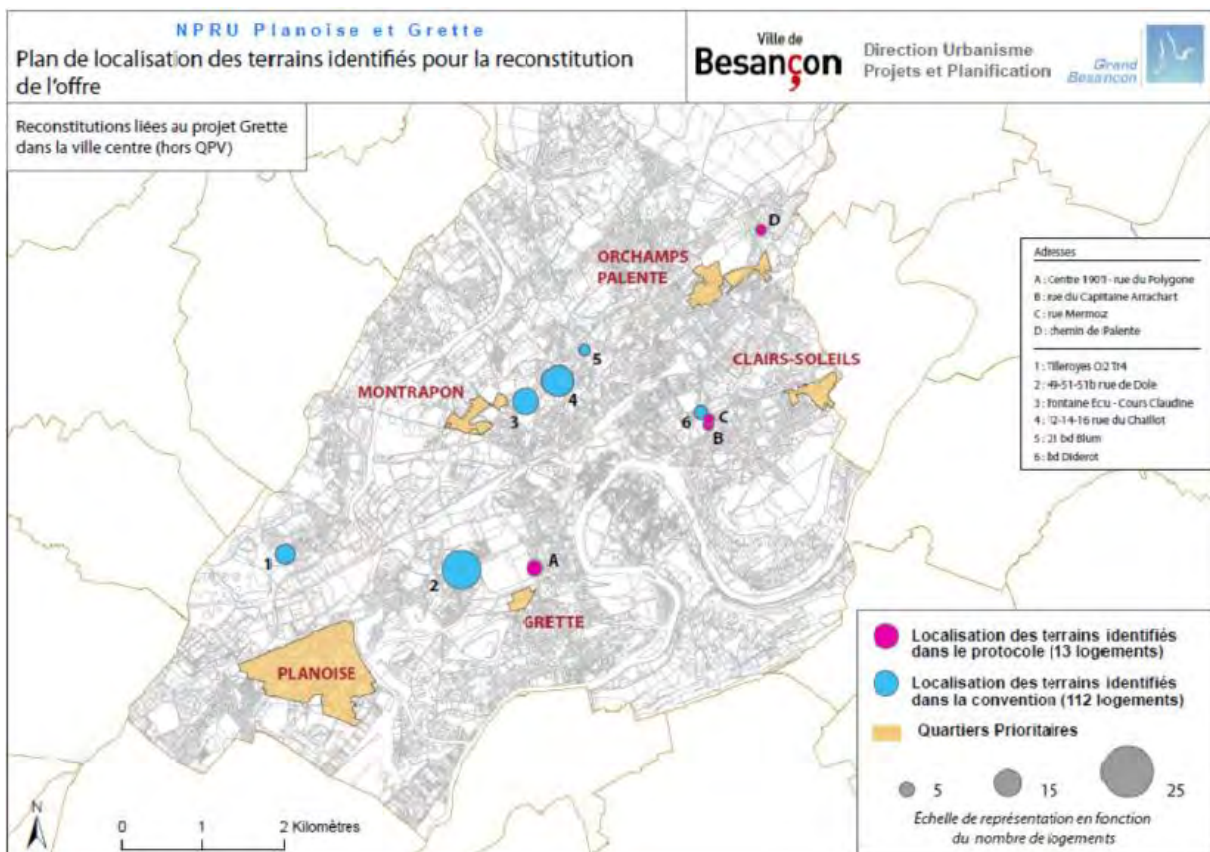 NPRU Planoise et Grette
Plan de localisation des terrains identifiés pour la reconstitution
de l'offre
Ville de
Besançon
Direction Urbanisme
Projets et Planification
Grand
Besançon
Reconstitutions liées au projet Grette
dans la ville centre (hors QPV)
D
ORCHAMPS
PALENTE
Adresses
A : Centre 1900 - rue du Polygone
B : rue du Capitaine Arrachart
C : rue Mermoz
D : chemin de Palente
1 : Tilleroyes O2 Tr4
2 : 49-51-51b rue de Dole
3 : Fontaine Ecu - Cours Claudine
4 : 12-14-16 rue du Chaillot
5 : 21 bd Blum
6 : bd Diderot
5
CLAIRS-SOLEILS
MONTRAPON
4
3
6
C
B
1
2
A
GRETTE
PLANOISE
Localisation des terrains identifiés
dans le protocole (13 logements)
Localisation des terrains identifiés
dans la convention (112 logements)
Quartiers Prioritaires
5
15
25
Échelle de représentation en fonction
du nombre de logements
N
0
1
2 Kilomètres